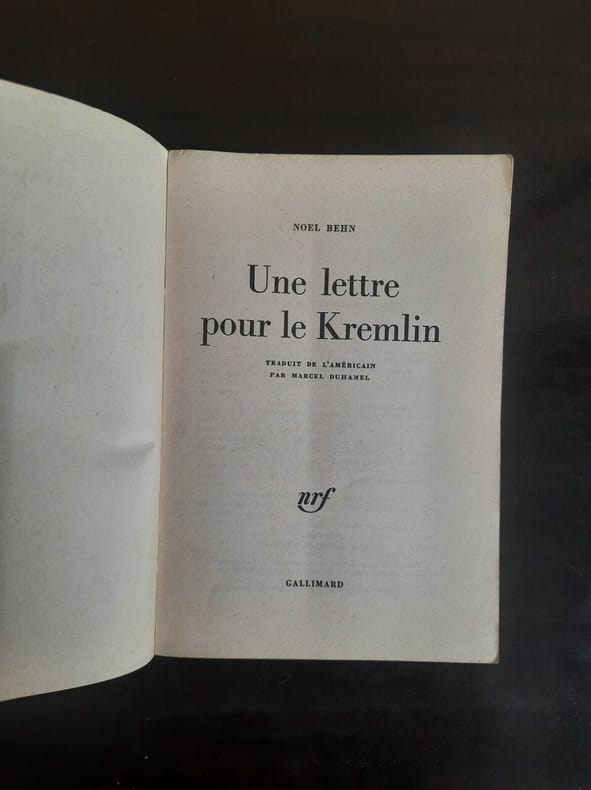 NOEL BEHN
Une lettre
pour le Kremlin
TRADUIT DE L'AMÉRICAIN
PAR MARCEL DUHAMEL
nrf
GALLIMARD